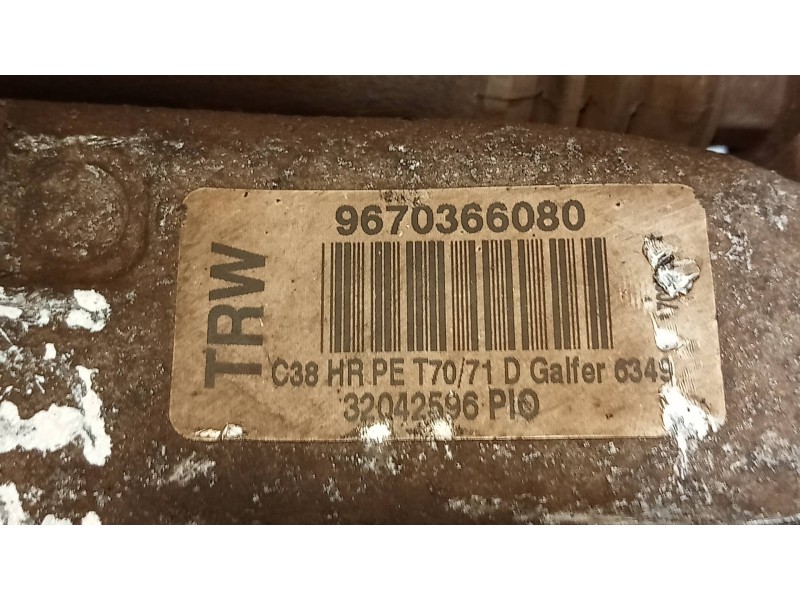 9670366080
TRW
C38 HR PE T70/71 D Galfer 6349
32042596 PIO